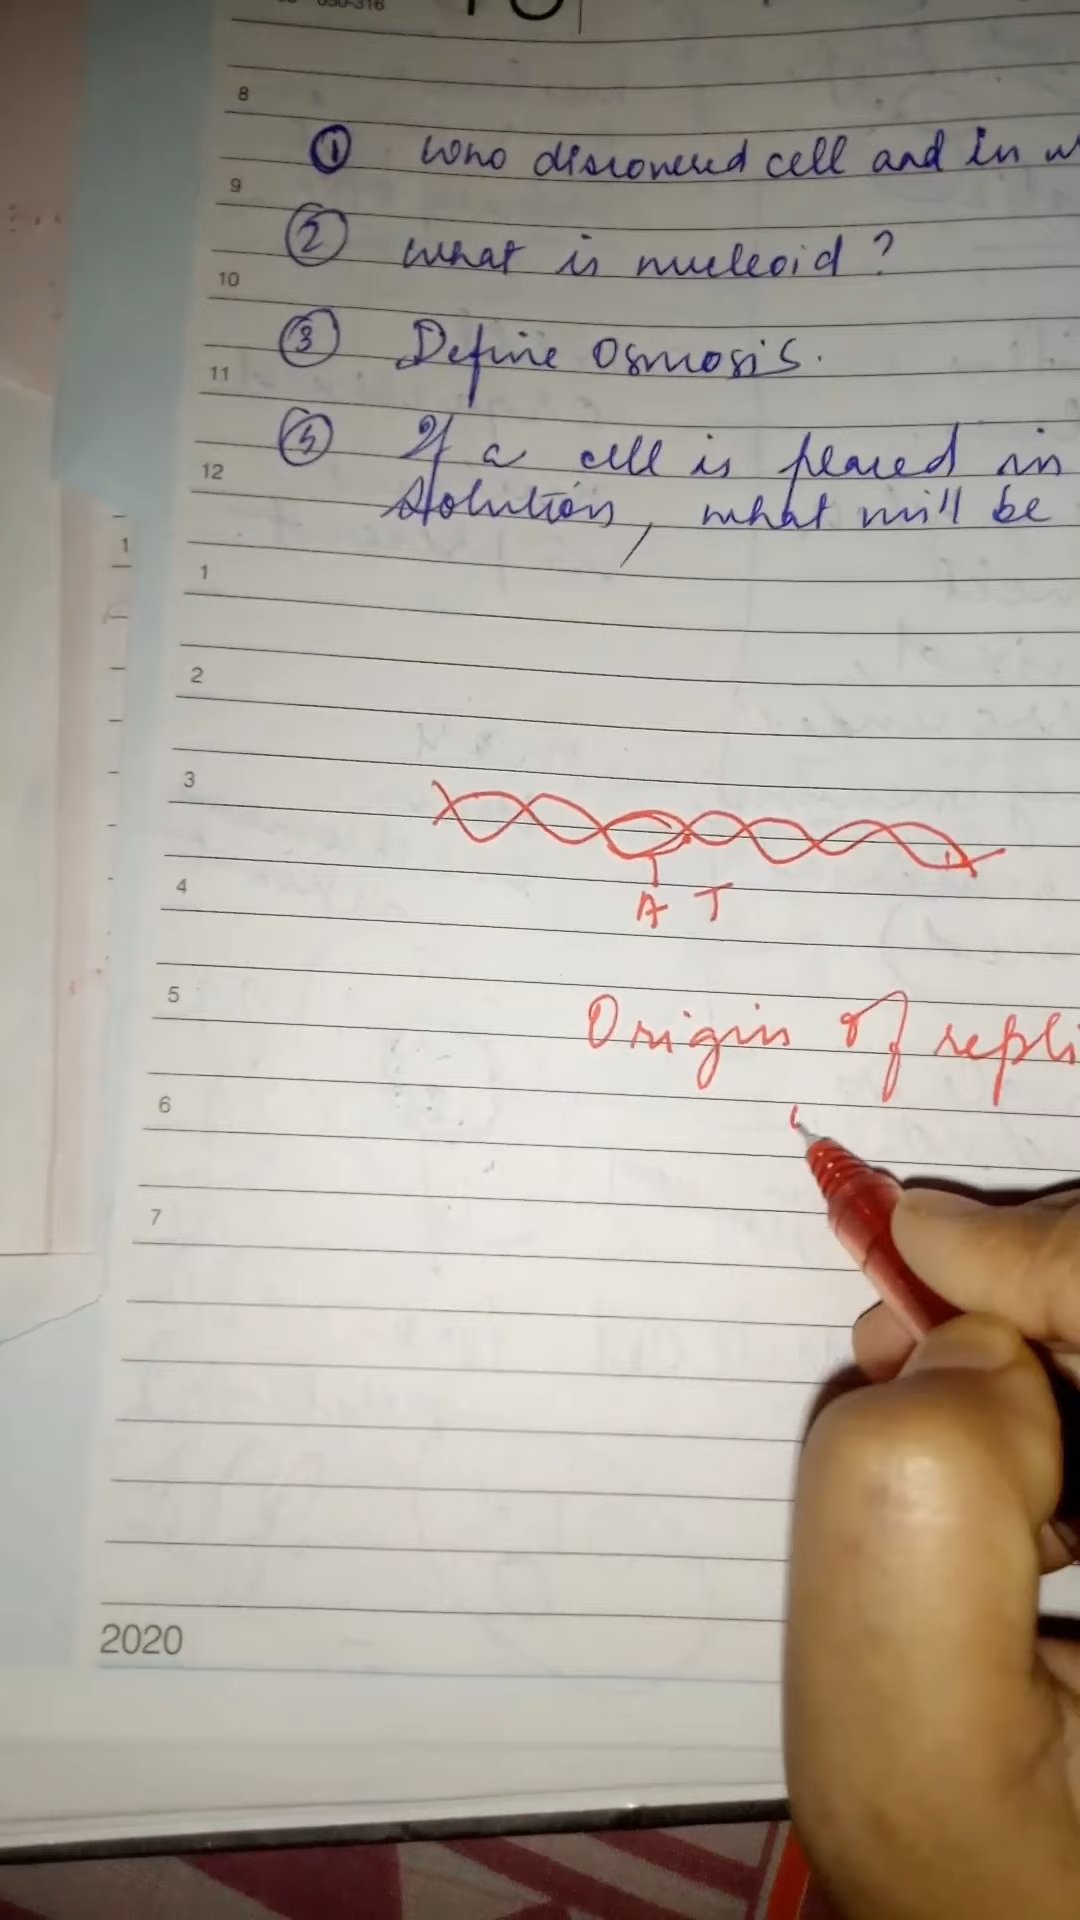 050-316
8
① Who discovered cell and in
9
② what is nucleoid ?
10
③ Define Osmosis.
11
12
If a cell is placed in
Solution, what will be
1
1
2
3
4
A T
5
Origin of repli
6
7
2020